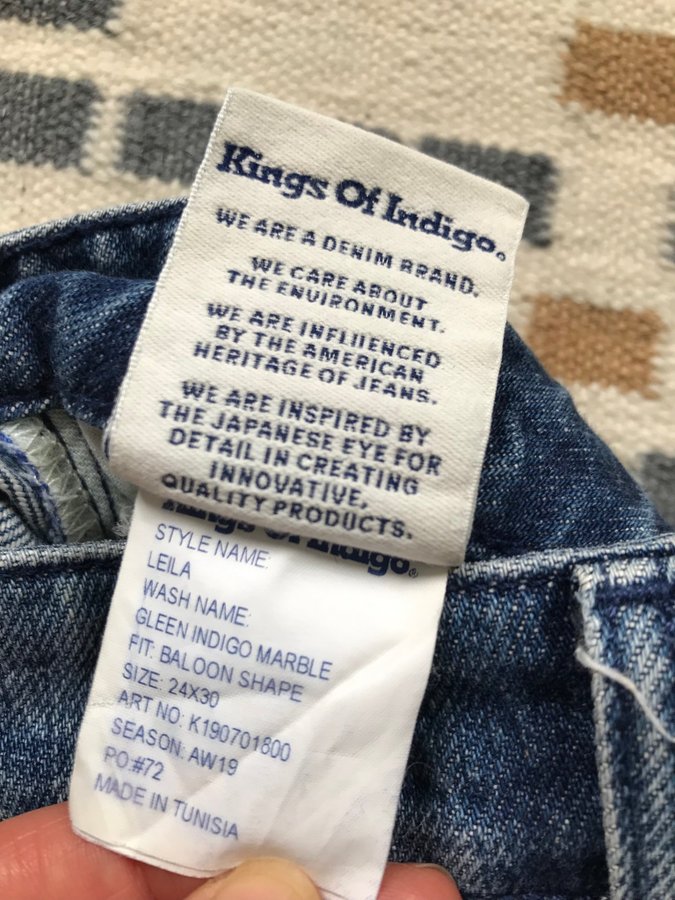 Kings Of Indigo®
WE ARE A DENIM BRAND.
WE CARE ABOUT
THE ENVIRONMENT.
WE ARE INFLUENCED
BY THE AMERICAN
HERITAGE OF JEANS.
WE ARE INSPIRED BY
THE JAPANESE EYE FOR
DETAIL IN CREATING
INNOVATIVE,
QUALITY PRODUCTS.
Kings Of Indigo®
STYLE NAME:
LEILA
WASH NAME:
GLEEN INDIGO MARBLE
FIT: BALOON SHAPE
SIZE: 24X30
ART NO: K190701800
SEASON: AW19
PO:#72
MADE IN TUNISIA